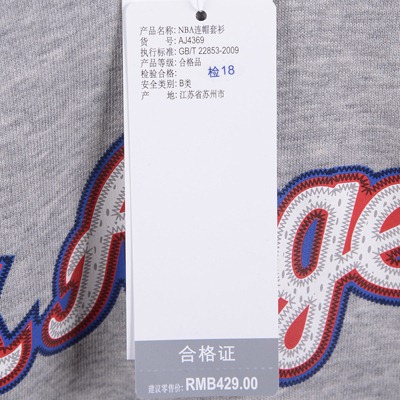 产品名称: NBA连帽套衫
货 号: AJ4369
执行标准: GB/T 22853-2009
产品等级: 合格品
检验合格: 检18
安全类别: B类
产 地: 江苏省苏州市
. Ange
合格证
建议零售价: RMB429.00